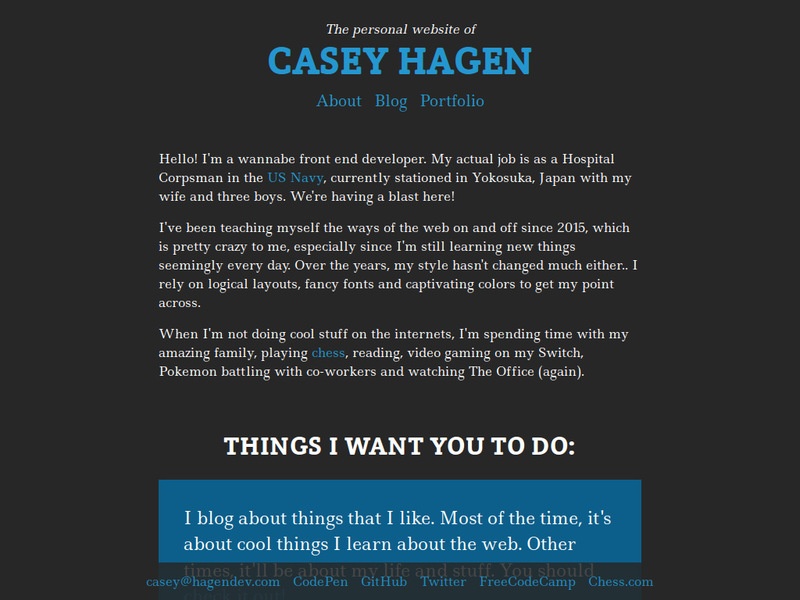 The personal website of
CASEY HAGEN
About Blog Portfolio
Hello! I'm a wannabe front end developer. My actual job is as a Hospital
Corpsman in the US Navy, currently stationed in Yokosuka, Japan with my
wife and three boys. We're having a blast here!
I've been teaching myself the ways of the web on and off since 2015, which
is pretty crazy to me, especially since I'm still learning new things
seemingly every day. Over the years, my style hasn't changed much either.. I
rely on logical layouts, fancy fonts and captivating colors to get my point
across.
When I'm not doing cool stuff on the internets, I'm spending time with my
amazing family, playing chess, reading, video gaming on my Switch,
Pokemon battling with co-workers and watching The Office (again).
THINGS I WANT YOU TO DO:
I blog about things that I like. Most of the time, it's
about cool things I learn about the web. Other
times, it'll be about my life and stuff. You should
casey@hagendev.com CodePen GitHub Twitter FreeCodeCamp Chess.com
check it out!